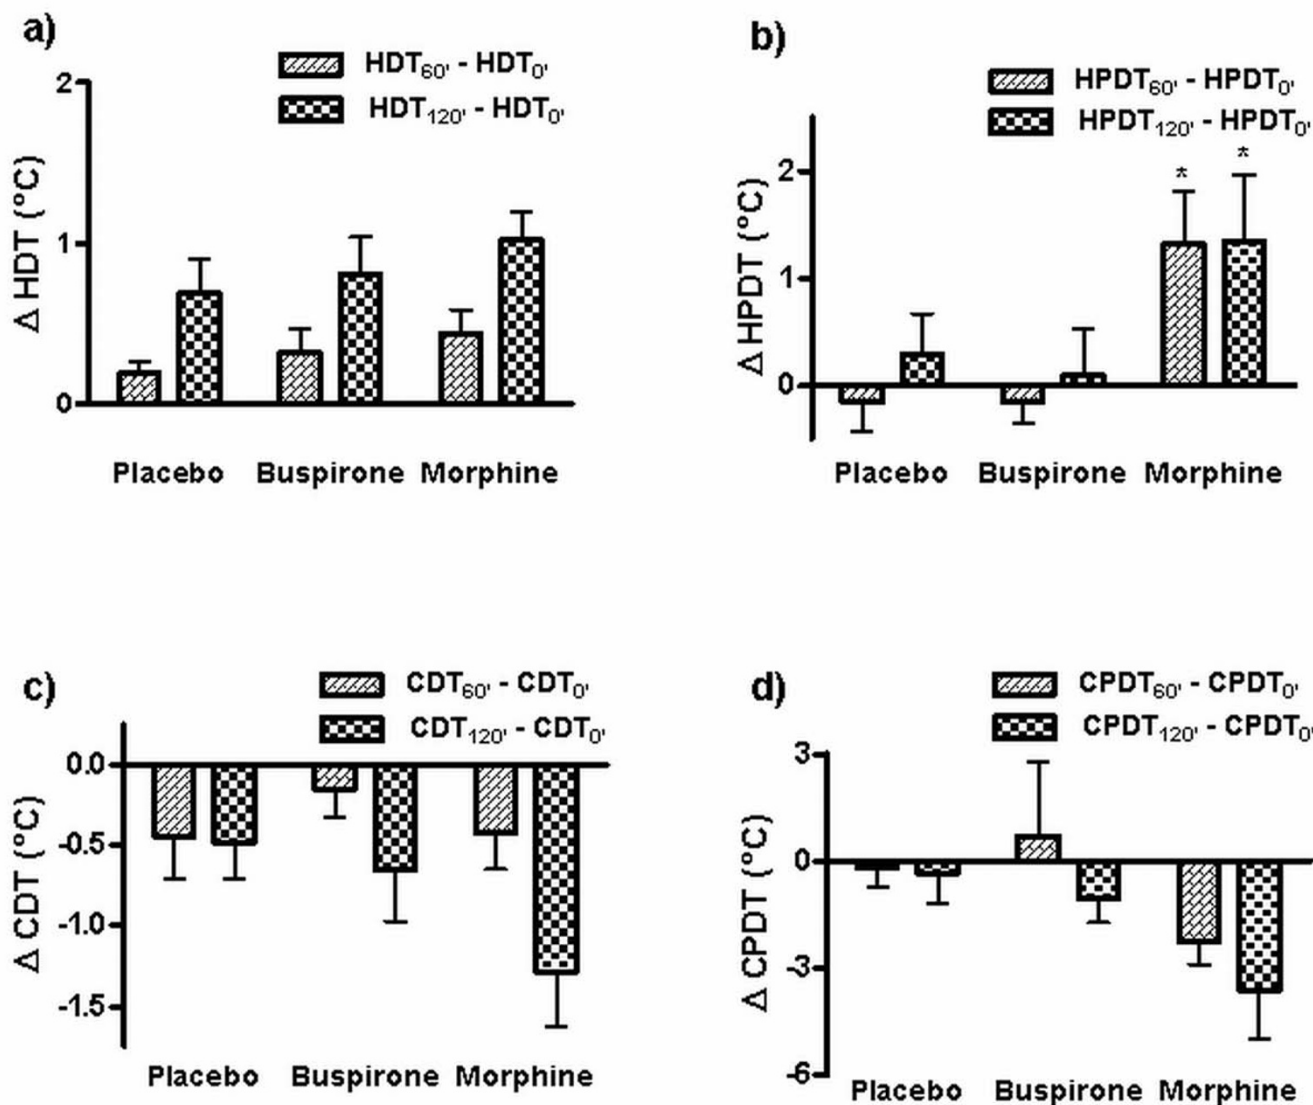 a)
HDT60' - HDT0'
HDT120' - HDT0'
2
1
0
Δ HDT (°C)
Placebo Buspirone Morphine
b)
HPDT60' - HPDT0'
HPDT120' - HPDT0'
* *
2
1
0
Δ HPDT (°C)
Placebo Buspirone Morphine
c)
CDT60' - CDT0'
CDT120' - CDT0'
0.0
-0.5
-1.0
-1.5
Δ CDT (°C)
Placebo Buspirone Morphine
d)
CPDT60' - CPDT0'
CPDT120' - CPDT0'
3
0
-3
-6
Δ CPDT (°C)
Placebo Buspirone Morphine